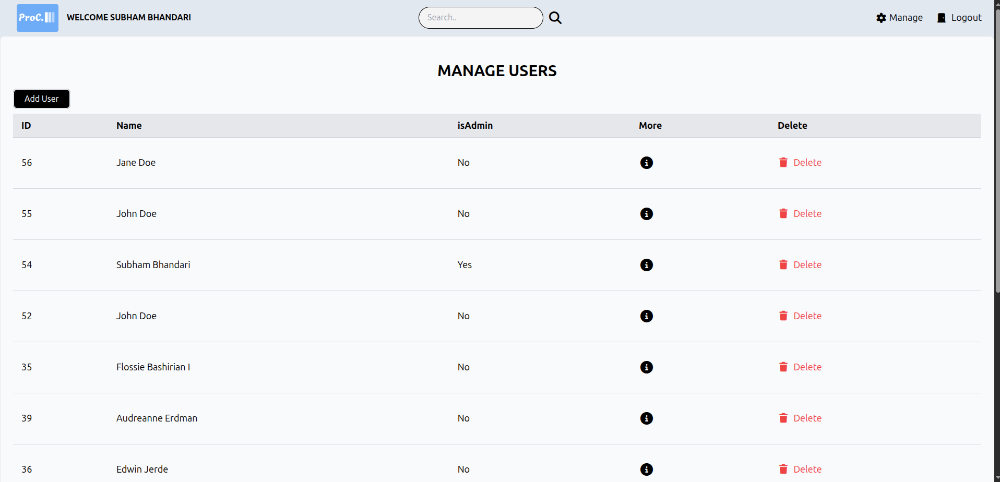 ProC.
WELCOME SUBHAM BHANDARI
Search..
Manage
Logout
MANAGE USERS
Add User
ID Name isAdmin More Delete
56 Jane Doe No Delete
55 John Doe No Delete
54 Subham Bhandari Yes Delete
52 John Doe No Delete
35 Flossie Bashirian I No Delete
39 Audreanne Erdman No Delete
36 Edwin Jerde No Delete